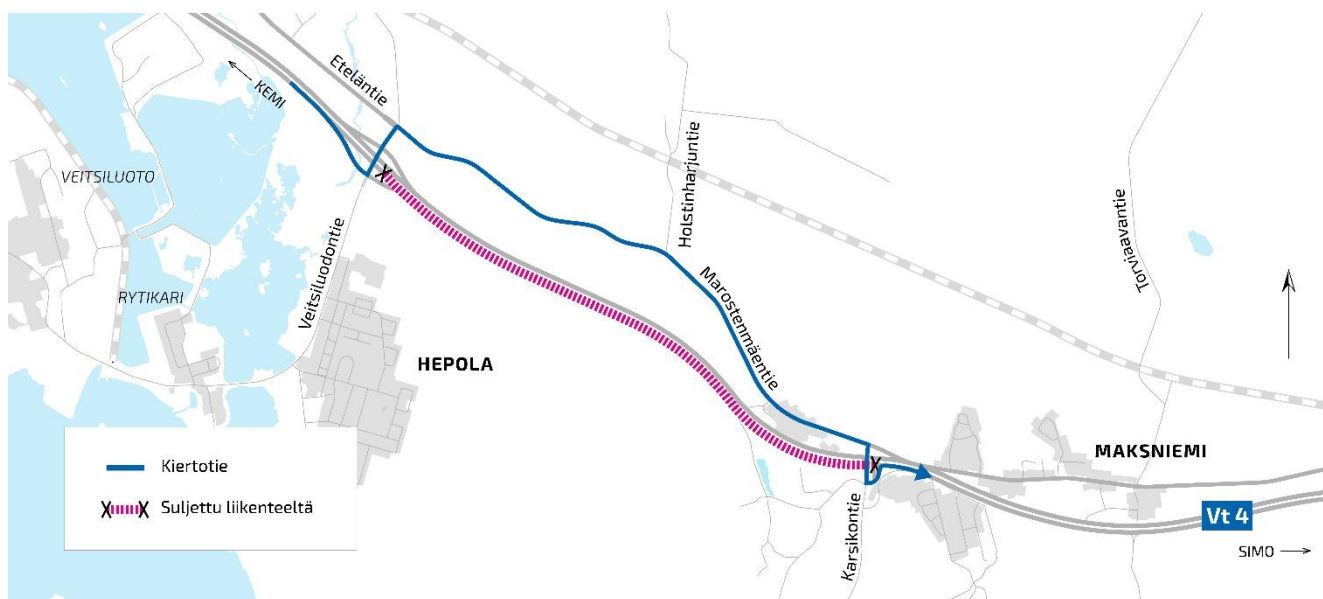 Eteläntie
KEMI
VEITSILUOTO
Holstinharjuntie
Torviaavantie
RYTIKARI
Veitsiluodontie
Marostenmäentie
HEPOLA
MAKSNIEMI
Kiertotie
Suljettu liikenteeltä
X X
Karsikontie
Vt 4
SIMO